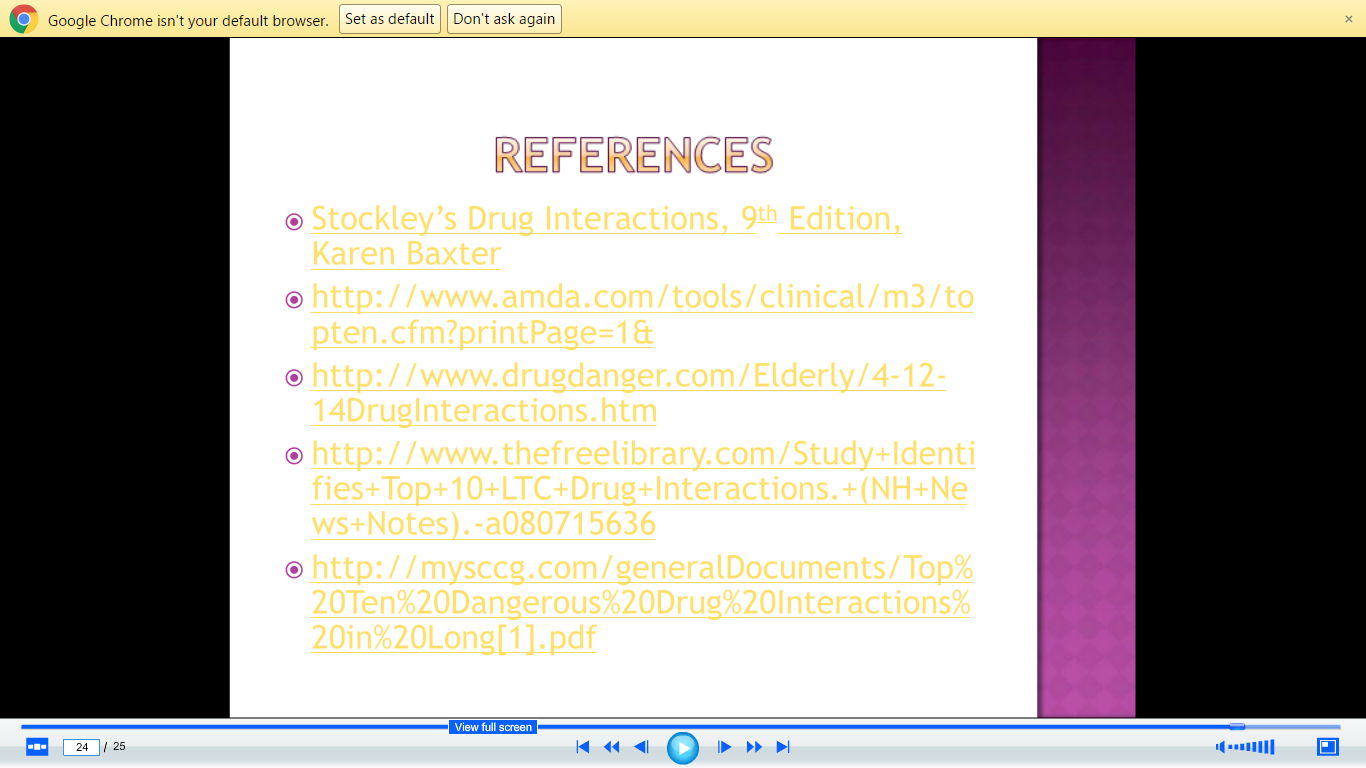 Google Chrome isn't your default browser. Set as default Don't ask again ×
REFERENCES
Stockley’s Drug Interactions, 9th Edition,
Karen Baxter
http://www.amda.com/tools/clinical/m3/to
pten.cfm?printPage=1&
http://www.drugdanger.com/Elderly/4-12-
14DrugInteractions.htm
http://www.thefreelibrary.com/Study+Identi
fies+Top+10+LTC+Drug+Interactions.+(NH+Ne
ws+Notes).-a080715636
http://mysccg.com/generalDocuments/Top%
20Ten%20Dangerous%20Drug%20Interactions%
20in%20Long[1].pdf
View full screen
24 / 25